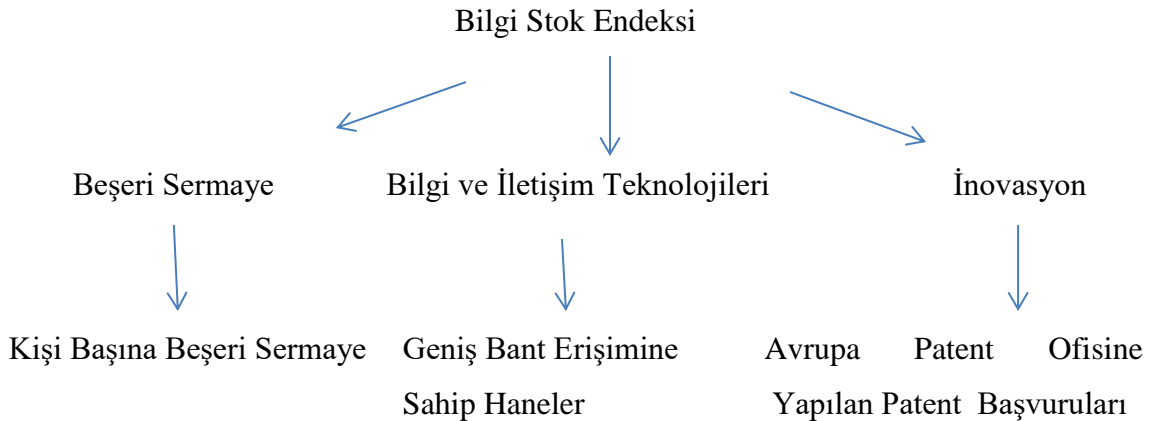 Bilgi Stok Endeksi
Beşeri Sermaye
Bilgi ve İletişim Teknolojileri
İnovasyon
Kişi Başına Beşeri Sermaye
Geniş Bant Erişimine
Sahip Haneler
Avrupa Patent Ofisine
Yapılan Patent Başvuruları